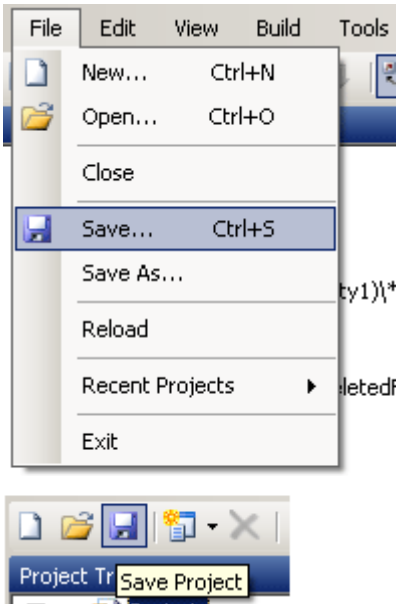 File Edit View Build Tools
New... Ctrl+N
Open... Ctrl+O
Close
Save... Ctrl+S
Save As...
ty1)\*
Reload
Recent Projects
letedF
Exit
Project Tr
Save Project